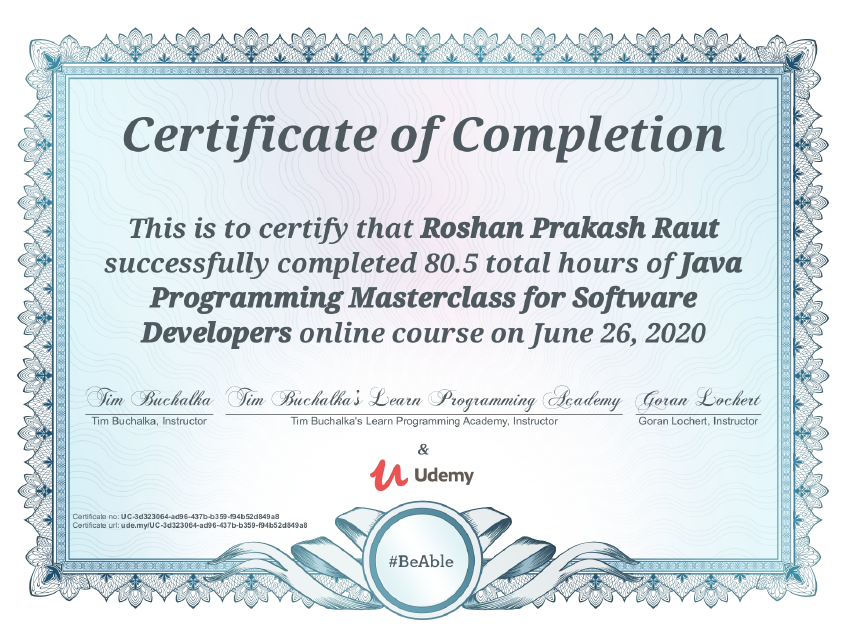 Certificate of Completion
This is to certify that Roshan Prakash Raut
successfully completed 80.5 total hours of Java
Programming Masterclass for Software
Developers online course on June 26, 2020
Tim Buchalka Tim Buchalka's Learn Programming Academy Goran Lochert
Tim Buchalka, Instructor Tim Buchalka's Learn Programming Academy, Instructor Goran Lochert, Instructor
&
Udemy
Certificate no: UC-3d323064-ad96-437b-b359-f94b52d849a8
Certificate url: ude.my/UC-3d323064-ad96-437b-b359-f94b52d849a8
#BeAble